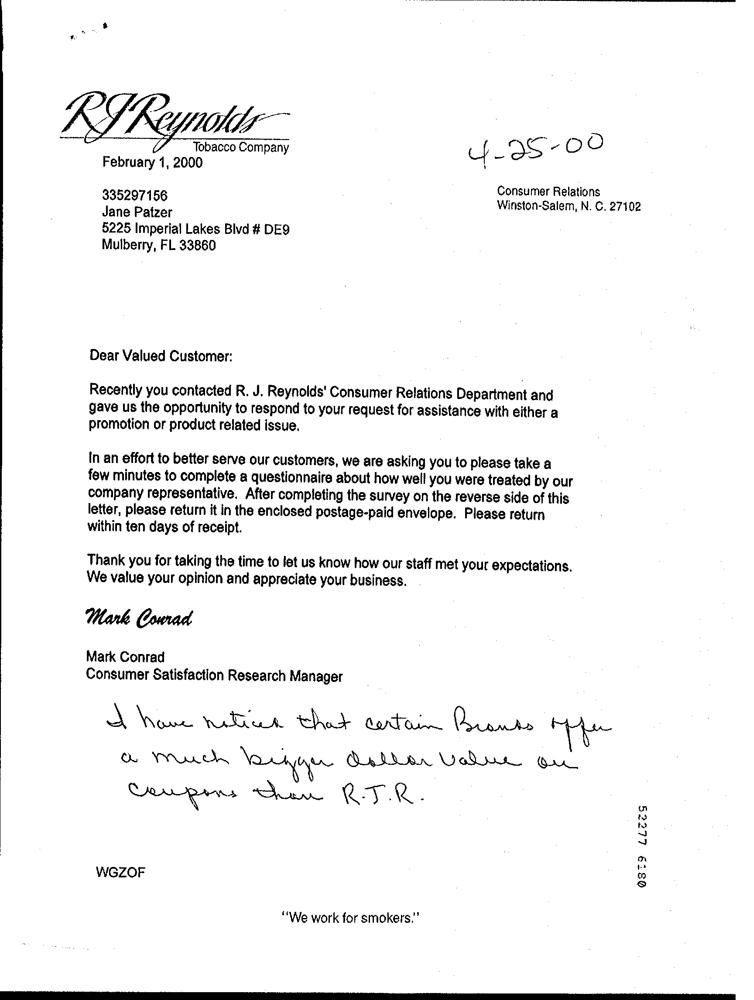 RJReynolds
Tobacco Company
February 1, 2000
4-25-00
335297156
Jane Patzer
5225 Imperial Lakes Blvd # DE9
Mulberry, FL 33860
Consumer Relations
Winston-Salem, N. C. 27102
Dear Valued Customer:
Recently you contacted R. J. Reynolds' Consumer Relations Department and
gave us the opportunity to respond to your request for assistance with either a
promotion or product related issue.
In an effort to better serve our customers, we are asking you to please take a
few minutes to complete a questionnaire about how well you were treated by our
company representative. After completing the survey on the reverse side of this
letter, please return it in the enclosed postage-paid envelope. Please return
within ten days of receipt.
Thank you for taking the time to let us know how our staff met your expectations.
We value your opinion and appreciate your business.
Mark Conrad
Mark Conrad
Consumer Satisfaction Research Manager
I have notices that certain Brands offer
a much bigger dollar value on
coupons than R.J.R.
52277 6180
WGZOF
"We work for smokers."